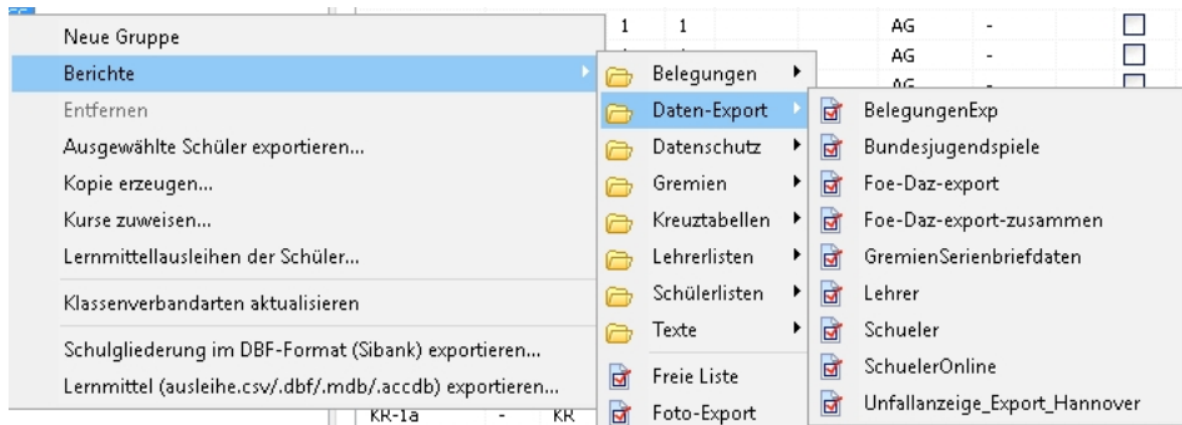 Neue Gruppe
Berichte
Entfernen
Ausgewählte Schüler exportieren...
Kopie erzeugen...
Kurse zuweisen...
Lernmittellausleihen der Schüler...
Klassenverbandarten aktualisieren
Schulgliederung im DBF-Format (Sibank) exportieren...
Lernmittel (ausleihe.csv/.dbf/.mdb/.accdb) exportieren...
Belegungen
Daten-Export
Datenschutz
Gremien
Kreuztabellen
Lehrerlisten
Schülerlisten
Texte
Freie Liste
Foto-Export
BelegungenExp
Bundesjugendspiele
Foe-Daz-export
Foe-Daz-export-zusammen
GremienSerienbriefdaten
Lehrer
Schueler
SchuelerOnline
Unfallanzeige_Export_Hannover
1 1 AG -
AG -
KR-1a - KR